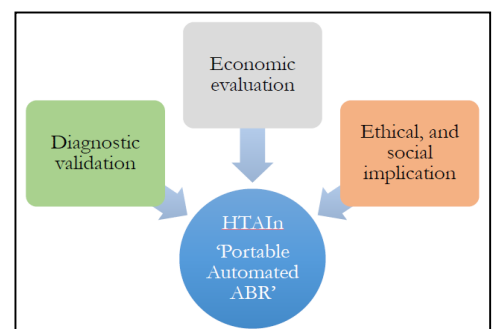 Economic
evaluation
Diagnostic
validation
Ethical, and
social
implication
HTAIn
‘Portable
Automated
ABR’